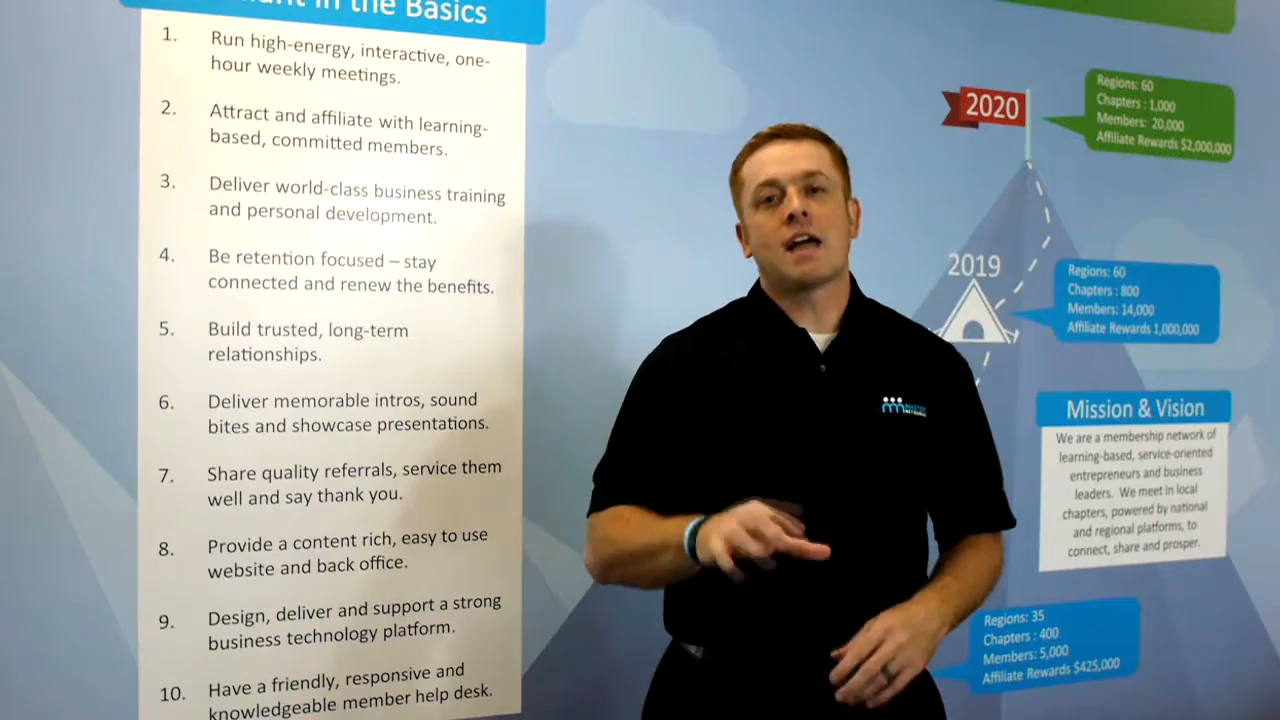 in the Basics
1. Run high-energy, interactive, one-
hour weekly meetings.
2. Attract and affiliate with learning-
based, committed members.
3. Deliver world-class business training
and personal development.
4. Be retention focused – stay
connected and renew the benefits.
5. Build trusted, long-term
relationships.
6. Deliver memorable intros, sound
bites and showcase presentations.
7. Share quality referrals, service them
well and say thank you.
8. Provide a content rich, easy to use
website and back office.
9. Design, deliver and support a strong
business technology platform.
10. Have a friendly, responsive and
knowledgeable member help desk.
2020
Regions: 60
Chapters : 1,000
Members: 20,000
Affiliate Rewards $2,000,000
2019
Regions: 60
Chapters : 800
Members: 14,000
Affiliate Rewards 1,000,000
Mission & Vision
We are a membership network of
learning-based, service-oriented
entrepreneurs and business
leaders. We meet in local
chapters, powered by national
and regional platforms, to
connect, share and prosper.
Regions: 35
Chapters : 400
Members: 5,000
Affiliate Rewards $425,000